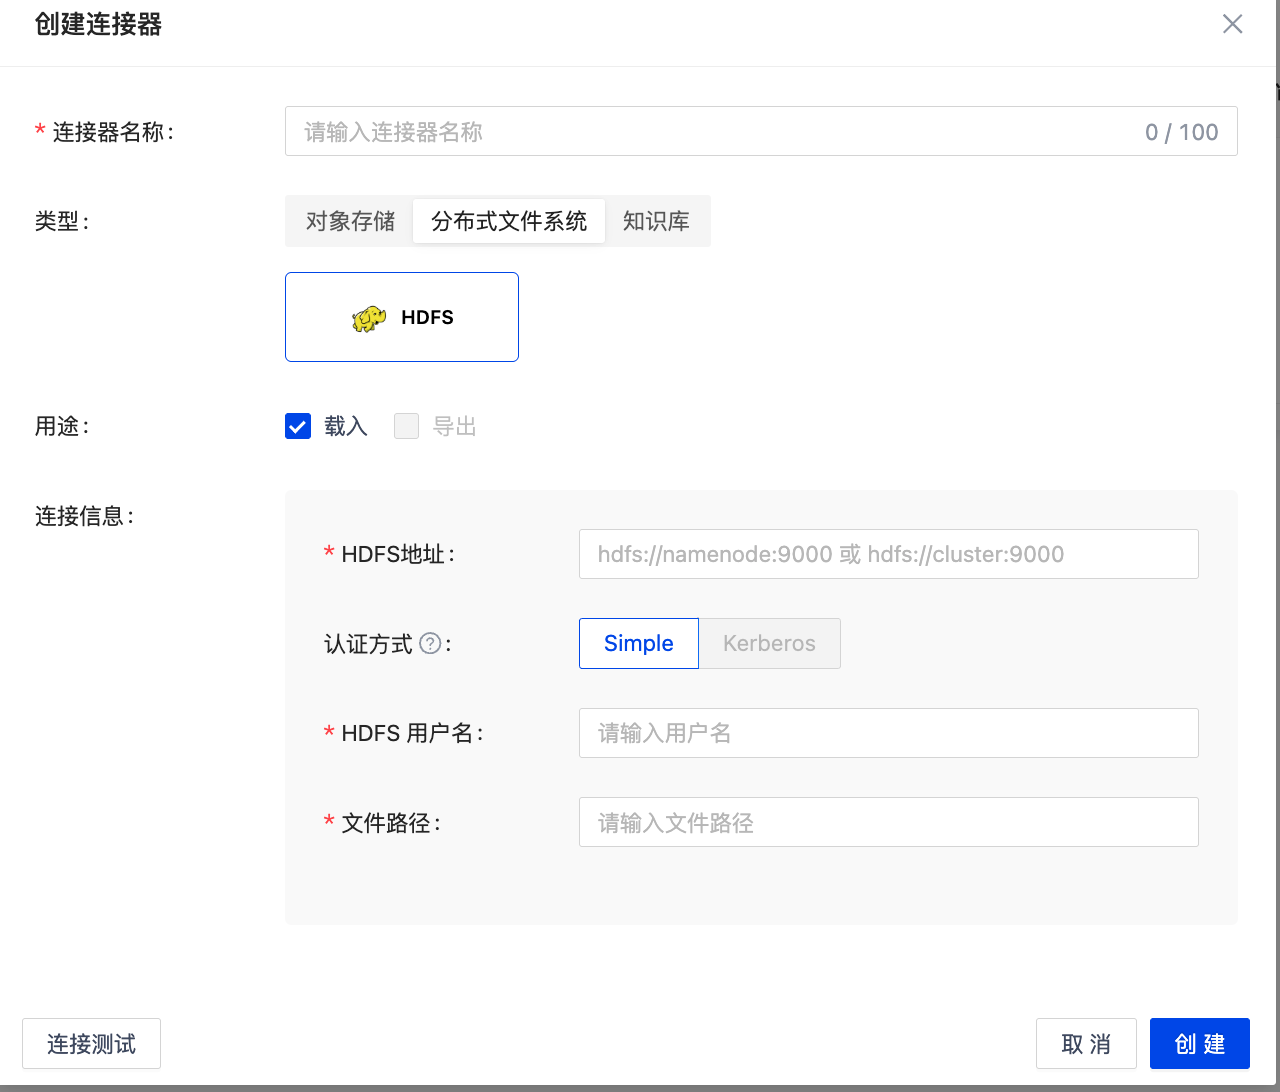 创建连接器
* 连接器名称:
请输入连接器名称 0 / 100
类型:
对象存储 分布式文件系统 知识库
HDFS
用途:
载入 导出
连接信息:
* HDFS地址:
hdfs://namenode:9000 或 hdfs://cluster:9000
认证方式 ? :
Simple Kerberos
* HDFS 用户名:
请输入用户名
* 文件路径:
请输入文件路径
连接测试 取 消 创 建